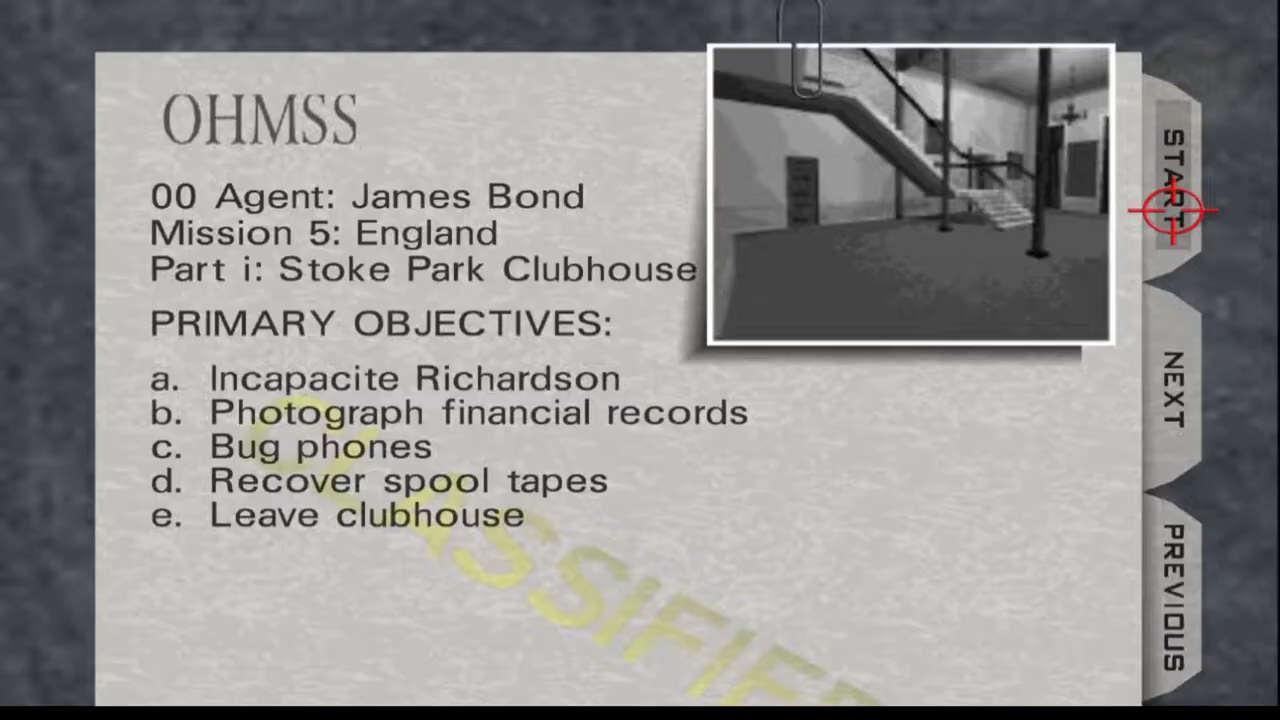 OHMSS
00 Agent: James Bond
Mission 5: England
Part i: Stoke Park Clubhouse
PRIMARY OBJECTIVES:
a. Incapacite Richardson
b. Photograph financial records
c. Bug phones
d. Recover spool tapes
e. Leave clubhouse
CLASSIFIED
START
NEXT
PREVIOUS